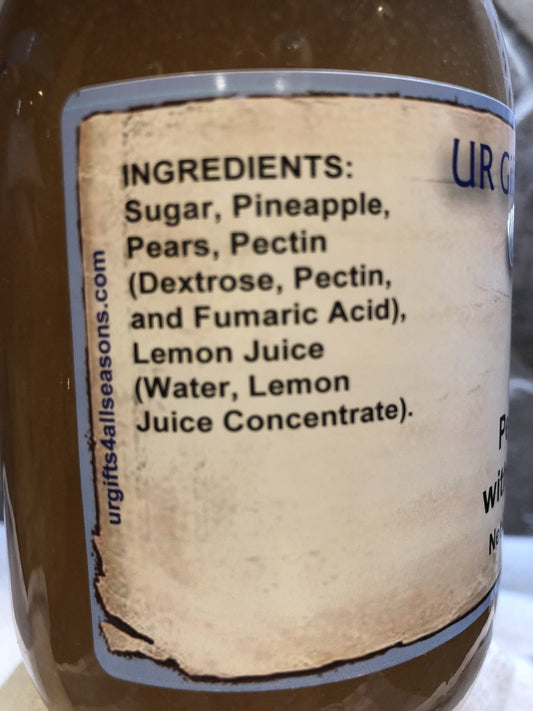 INGREDIENTS:
Sugar, Pineapple,
Pears, Pectin
(Dextrose, Pectin,
and Fumaric Acid),
Lemon Juice
(Water, Lemon
Juice Concentrate).
urgifts4allseasons.com
UR